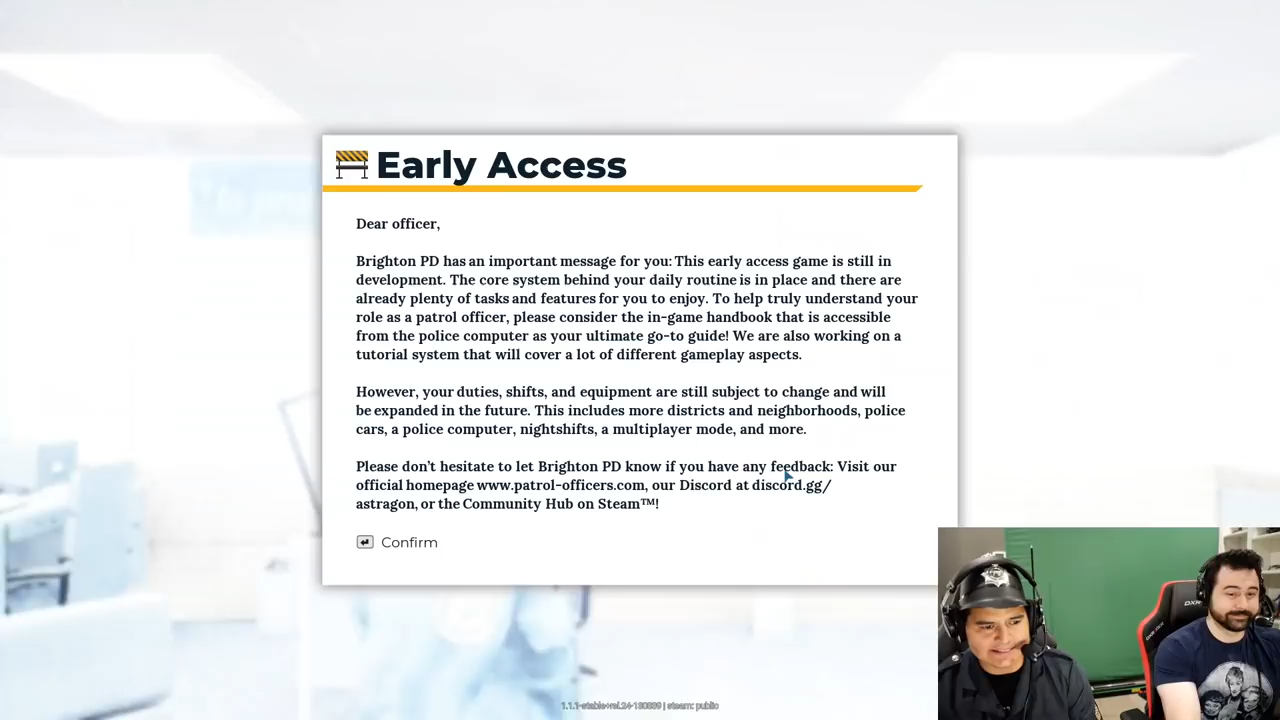 Early Access
Dear officer,
Brighton PD has an important message for you: This early access game is still in
development. The core system behind your daily routine is in place and there are
already plenty of tasks and features for you to enjoy. To help truly understand your
role as a patrol officer, please consider the in-game handbook that is accessible
from the police computer as your ultimate go-to guide! We are also working on a
tutorial system that will cover a lot of different gameplay aspects.
However, your duties, shifts, and equipment are still subject to change and will
be expanded in the future. This includes more districts and neighborhoods, police
cars, a police computer, nightshifts, a multiplayer mode, and more.
Please don't hesitate to let Brighton PD know if you have any feedback: Visit our
official homepage www.patrol-officers.com, our Discord at discord.gg/
astragon, or the Community Hub on Steam™!
Confirm